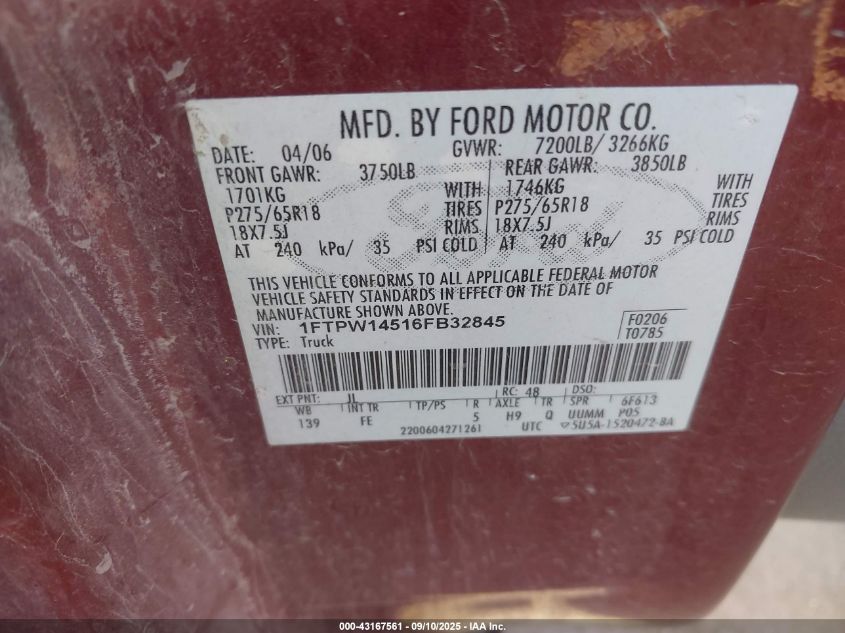 MFD. BY FORD MOTOR CO.
DATE: 04/06 GVWR: 7200LB/ 3266KG
FRONT GAWR: 3750LB REAR GAWR: 3850LB
1701KG WITH 1746KG WITH
P275/65R18 TIRES P275/65R18 TIRES
18X7.5J RIMS 18X7.5J RIMS
AT 240 kPa/ 35 PSI COLD AT 240 kPa/ 35 PSI COLD
Ford
THIS VEHICLE CONFORMS TO ALL APPLICABLE FEDERAL MOTOR
VEHICLE SAFETY STANDARDS IN EFFECT ON THE DATE OF
MANUFACTURE SHOWN ABOVE.
VIN: 1FTPW14516FB32845 F0206
TYPE: Truck T0785
EXT PNT: JL RC: 48 DSO:
WB INT TR TP/PS R AXLE TR SPR 6F613
139 FE 5 H9 Q UUMM P05
2200604271261 UTC ▽5U5A-1520472-BA
000-43167561 - 09/10/2025 - IAA Inc.